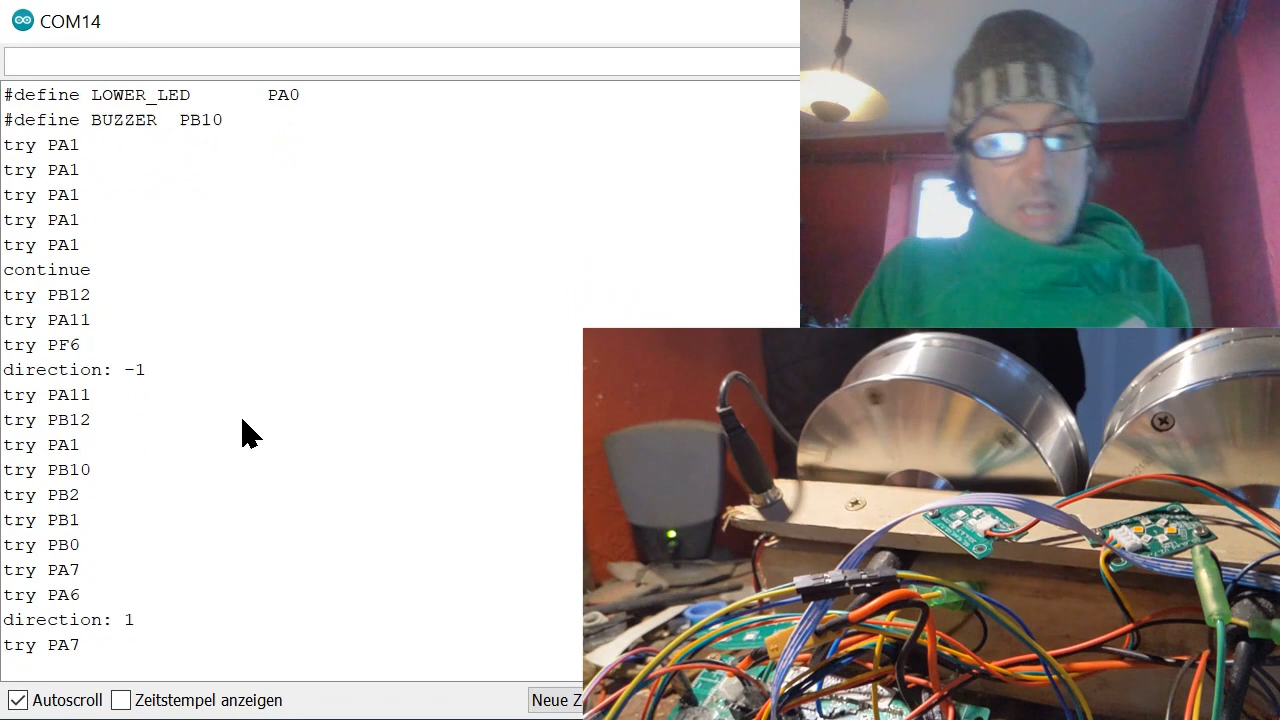 COM14
#define LOWER_LED PA0
#define BUZZER PB10
try PA1
try PA1
try PA1
try PA1
try PA1
continue
try PB12
try PA11
try PF6
direction: -1
try PA11
try PB12
try PA1
try PB10
try PB2
try PB1
try PB0
try PA7
try PA6
direction: 1
try PA7
Autoscroll Zeitstempel anzeigen Neue Z